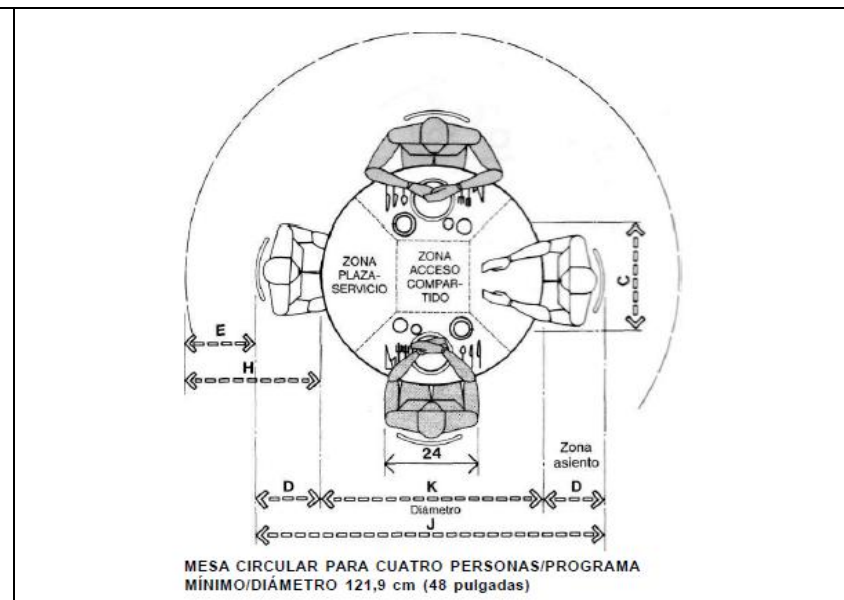 ZONA
PLAZA-
SERVICIO
ZONA
ACCESO
COMPAR-
TIDO
C
E
H
24
Zona
asiento
D
K
D
Diámetro
J
MESA CIRCULAR PARA CUATRO PERSONAS/PROGRAMA
MÍNIMO/DIÁMETRO 121,9 cm (48 pulgadas)